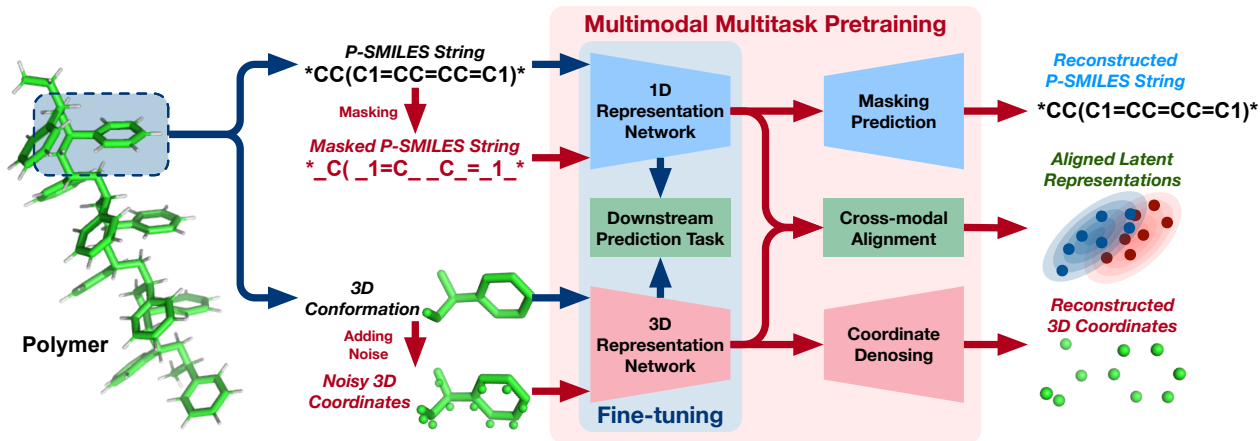 Multimodal Multitask Pretraining
P-SMILES String
*CC(C1=CC=CC=C1)*
Masking
Masked P-SMILES String
*_C( _1=C_ _C_=_1_*
Polymer
3D
Conformation
Adding
Noise
Noisy 3D
Coordinates
1D
Representation
Network
Downstream
Prediction Task
3D
Representation
Network
Fine-tuning
Masking
Prediction
Cross-modal
Alignment
Coordinate
Denosing
Reconstructed
P-SMILES String
*CC(C1=CC=CC=C1)*
Aligned Latent
Representations
Reconstructed
3D Coordinates